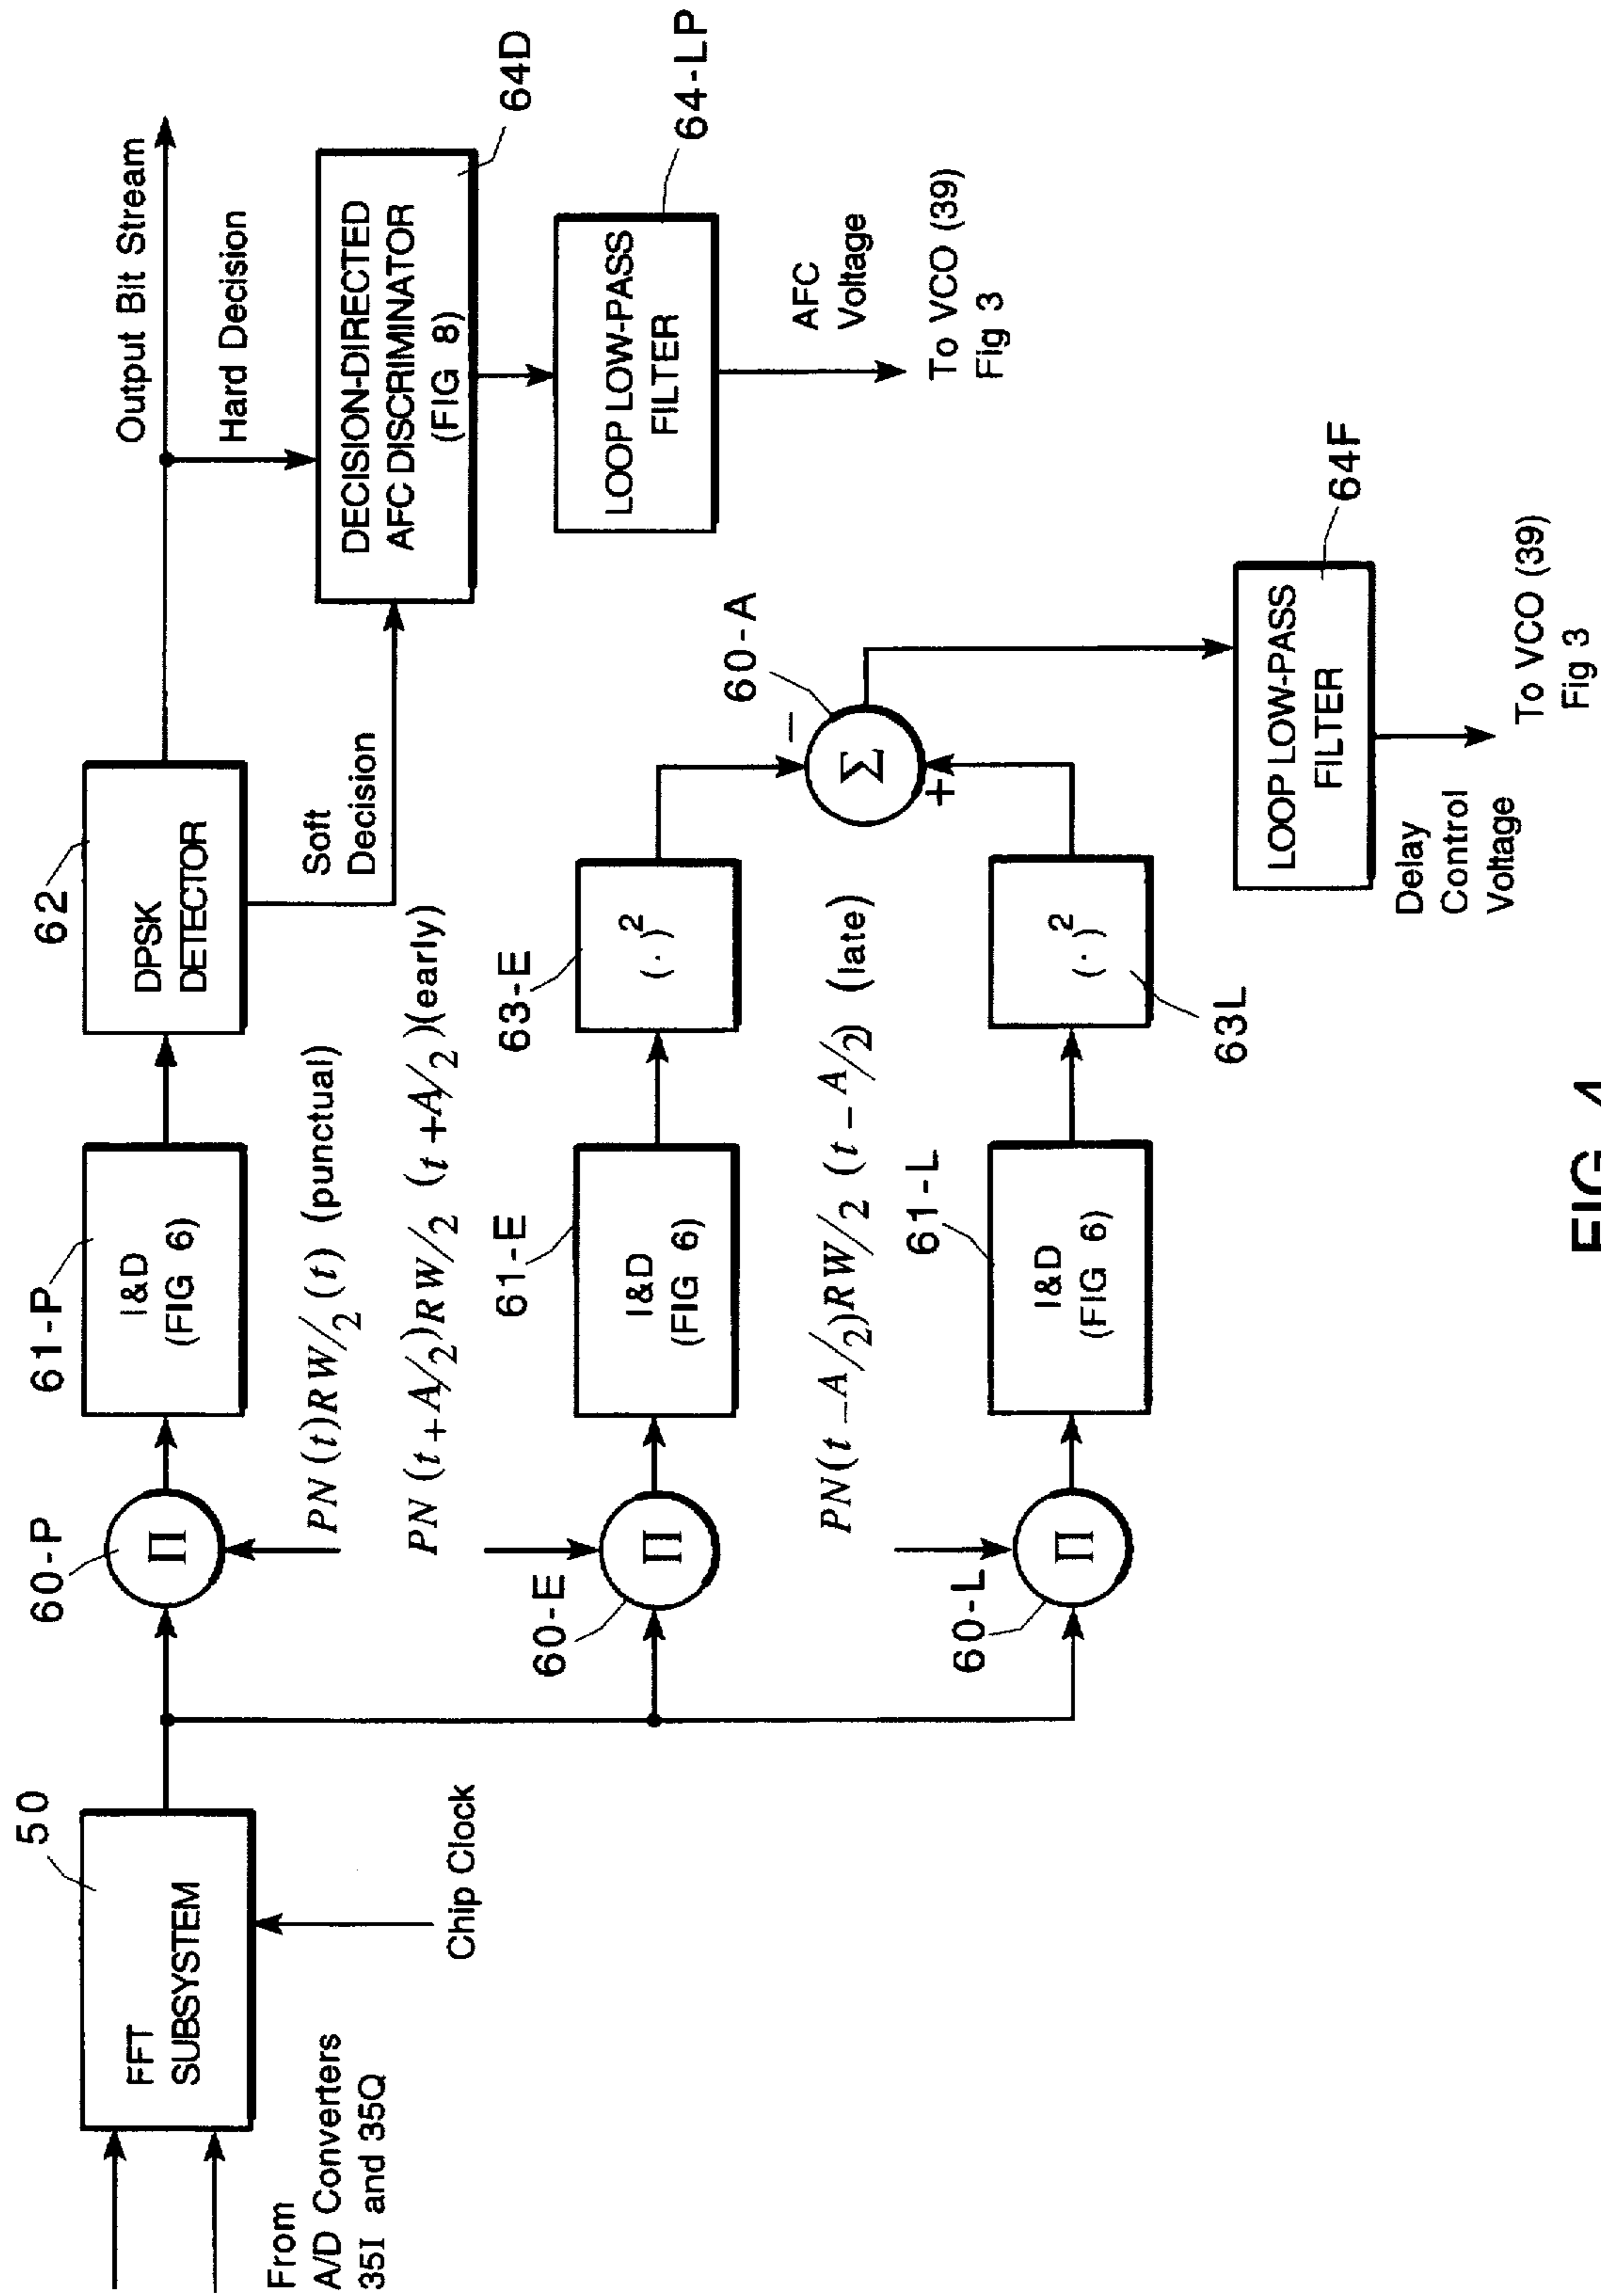 50
FFT
SUBSYSTEM
From
A/D Converters
35I and 35Q
Chip Clock
60-P
Π
61-P
I&D
(FIG 6)
62
DPSK
DETECTOR
Output Bit Stream
Hard Decision
Soft
Decision
DECISION-DIRECTED
AFC DISCRIMINATOR
(FIG 8)
64D
LOOP LOW-PASS
FILTER
64-LP
AFC
Voltage
To VCO (39)
Fig 3
PN (t)RW/2 (t) (punctual)
PN (t+A/2)RW/2 (t+A/2)(early)
60-E
Π
61-E
I&D
(FIG 6)
63-E
(·)2
PN(t-A/2)RW/2 (t-A/2) (late)
60-L
Π
61-L
I&D
(FIG 6)
63L
(·)2
60-A
−
Σ
+
LOOP LOW-PASS
FILTER
64F
Delay
Control
Voltage
To VCO (39)
Fig 3
FIG. 4